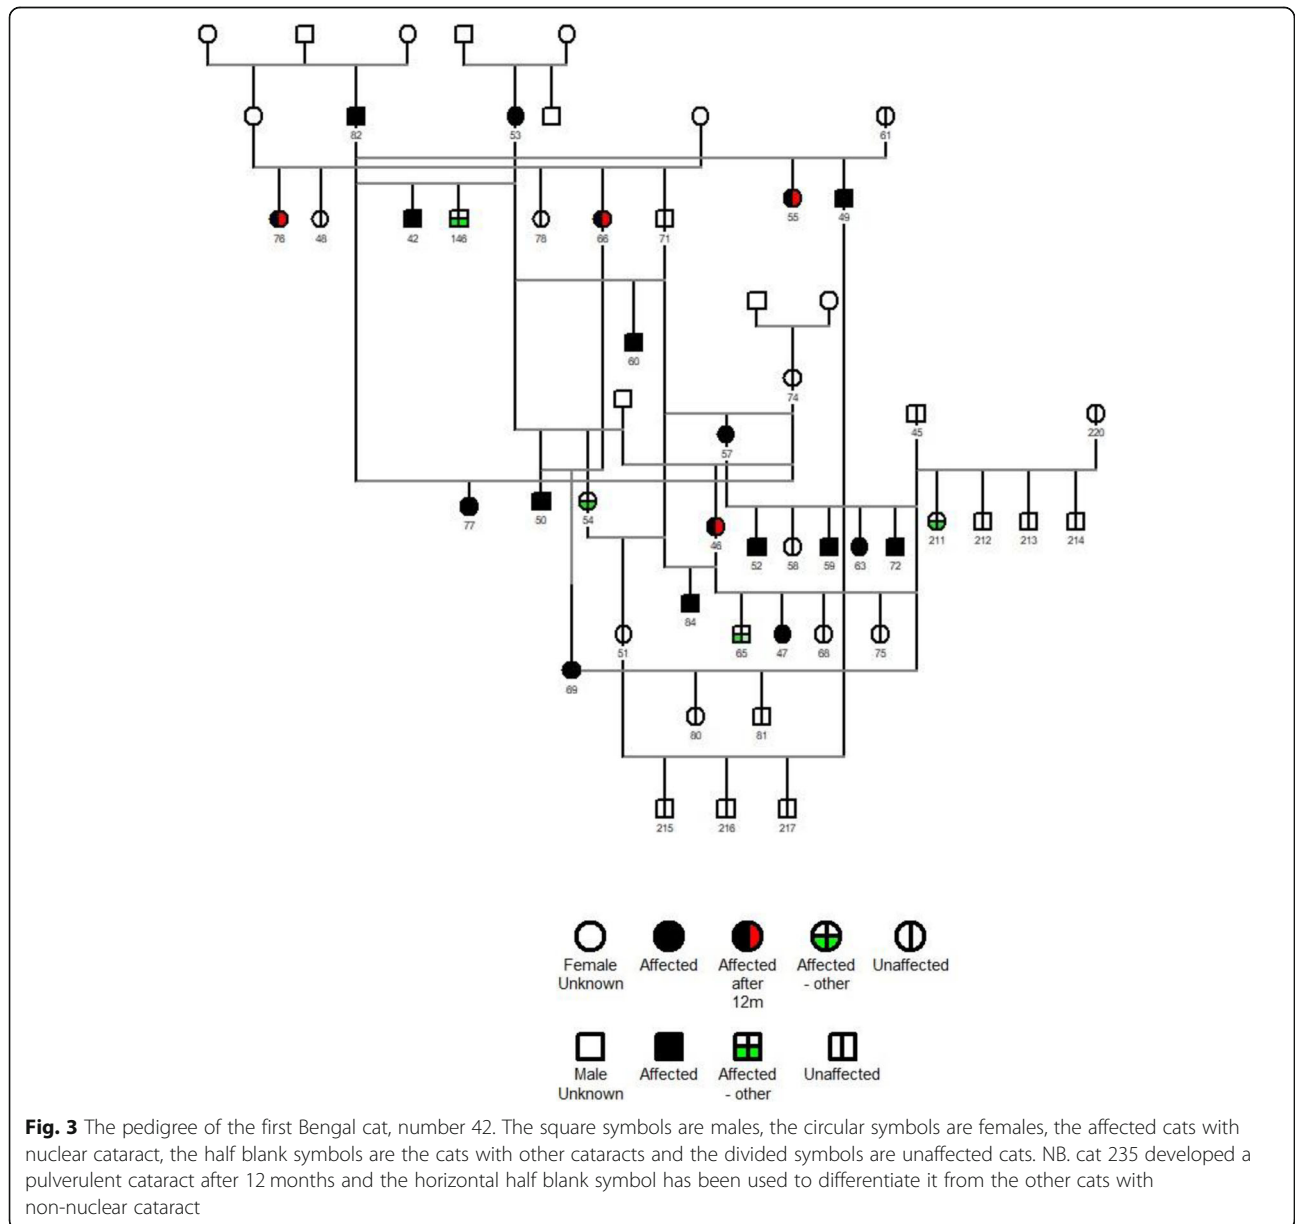 82
53
61
76
48
42
146
78
66
71
55
49
60
74
57
45
220
77
50
54
46
52
58
59
63
72
211
212
213
214
84
51
65
47
68
75
69
80
81
215
216
217
Female
Unknown
Affected
Affected
after
12m
Affected
- other
Unaffected
Male
Unknown
Affected
Affected
- other
Unaffected
Fig. 3 The pedigree of the first Bengal cat, number 42. The square symbols are males, the circular symbols are females, the affected cats with
nuclear cataract, the half blank symbols are the cats with other cataracts and the divided symbols are unaffected cats. NB. cat 235 developed a
pulverulent cataract after 12 months and the horizontal half blank symbol has been used to differentiate it from the other cats with
non-nuclear cataract